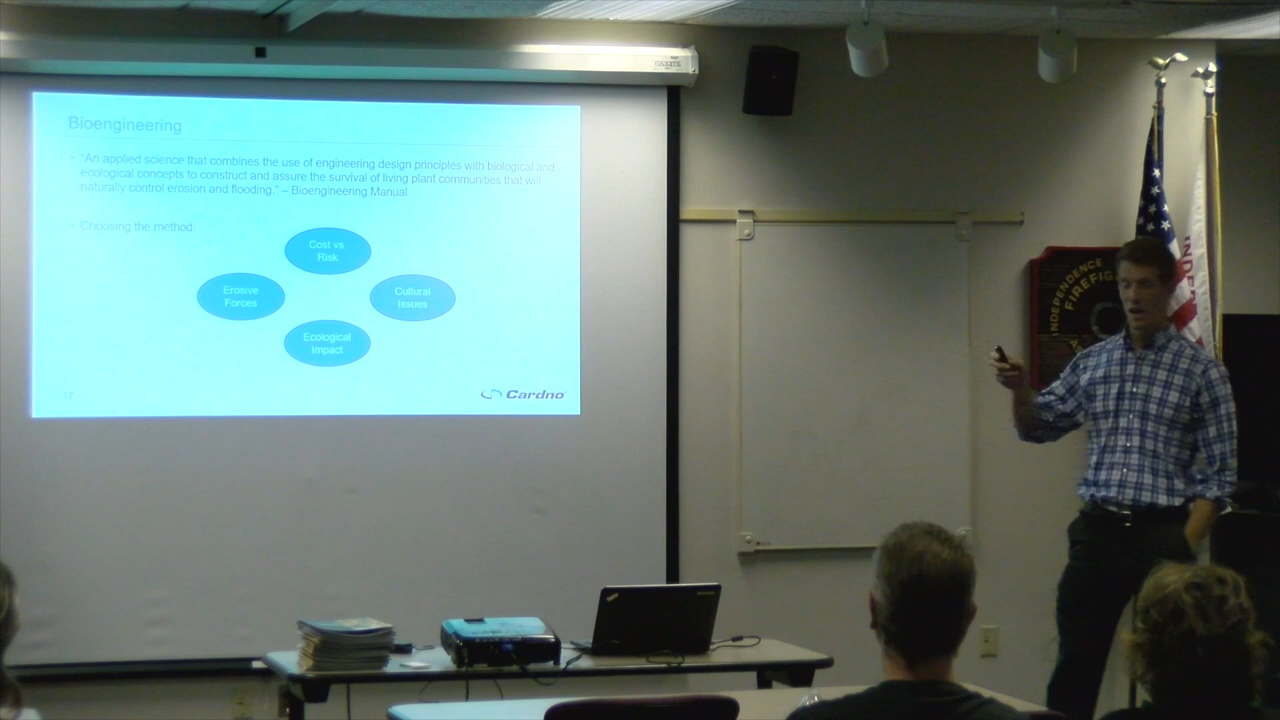 Bioengineering
> "An applied science that combines the use of engineering design principles with biological and
ecological concepts to construct and assure the survival of living plant communities that will
naturally control erosion and flooding." – Bioengineering Manual
> Choosing the method:
Cost vs.
Risk
Erosive
Forces
Cultural
Issues
Ecological
Impact
Cardno
INDEPENDENCE
FIREFIG
INDE